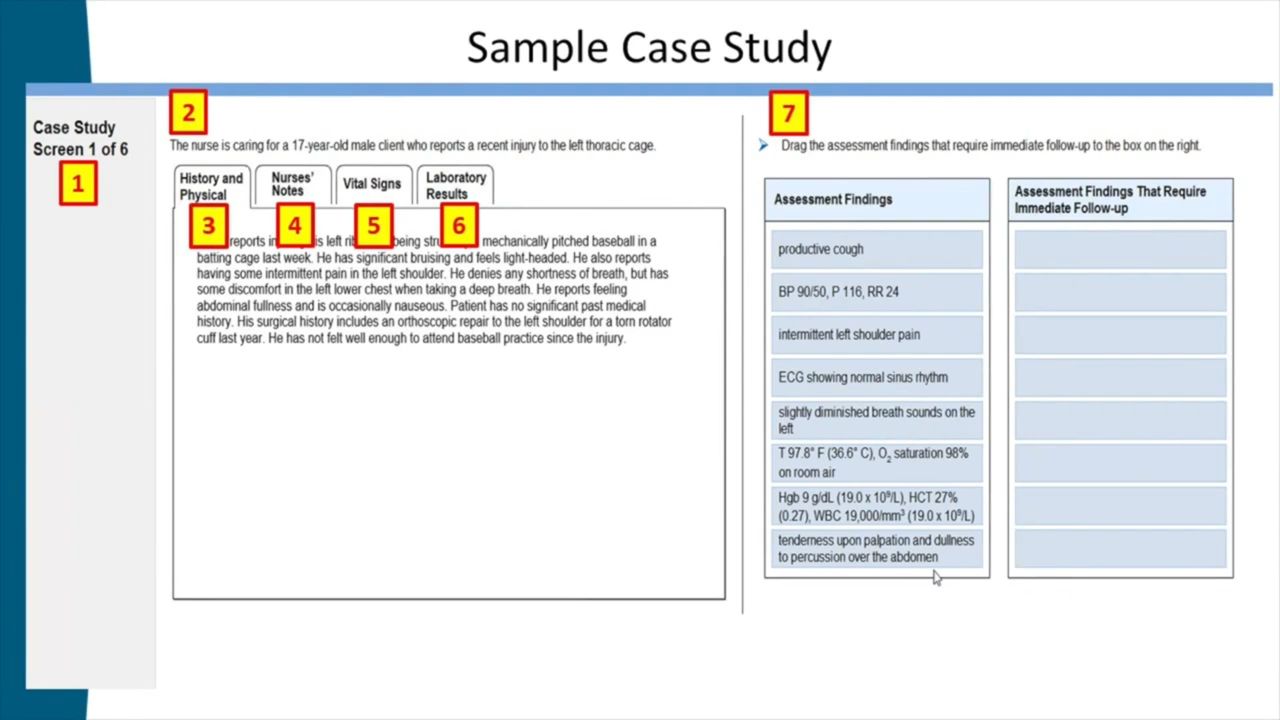 Sample Case Study
Case Study
Screen 1 of 6
1
2
The nurse is caring for a 17-year-old male client who reports a recent injury to the left thoracic cage.
History and
Physical
Nurses'
Notes
Vital Signs
Laboratory
Results
3
4
5
6
reports in is left ri being stru mechanically pitched baseball in a
batting cage last week. He has significant bruising and feels light-headed. He also reports
having some intermittent pain in the left shoulder. He denies any shortness of breath, but has
some discomfort in the left lower chest when taking a deep breath. He reports feeling
abdominal fullness and is occasionally nauseous. Patient has no significant past medical
history. His surgical history includes an orthoscopic repair to the left shoulder for a torn rotator
cuff last year. He has not felt well enough to attend baseball practice since the injury.
7
Drag the assessment findings that require immediate follow-up to the box on the right.
Assessment Findings
productive cough
BP 90/50, P 116, RR 24
intermittent left shoulder pain
ECG showing normal sinus rhythm
slightly diminished breath sounds on the
left
T 97.8° F (36.6° C), O₂ saturation 98%
on room air
Hgb 9 g/dL (19.0 x 10⁹/L), HCT 27%
(0.27), WBC 19,000/mm³ (19.0 x 10⁹/L)
tenderness upon palpation and dullness
to percussion over the abdomen
Assessment Findings That Require
Immediate Follow-up